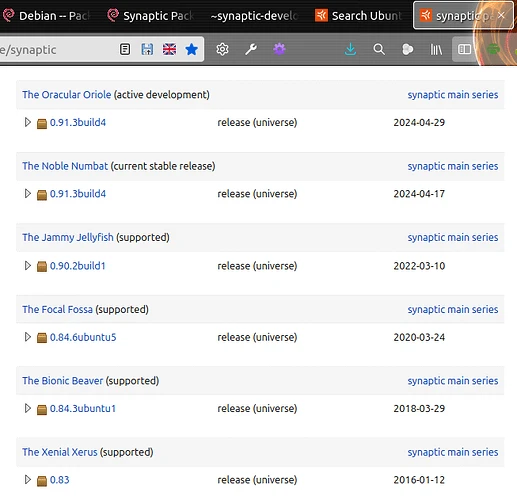 Debian -- Pacl
Synaptic Pac
~synaptic-devel
Search Ubunt
synaptic
e/synaptic
The Oracular Oriole (active development) synaptic main series
0.91.3build4 release (universe) 2024-04-29
The Noble Numbat (current stable release) synaptic main series
0.91.3build4 release (universe) 2024-04-17
The Jammy Jellyfish (supported) synaptic main series
0.90.2build1 release (universe) 2022-03-10
The Focal Fossa (supported) synaptic main series
0.84.6ubuntu5 release (universe) 2020-03-24
The Bionic Beaver (supported) synaptic main series
0.84.3ubuntu1 release (universe) 2018-03-29
The Xenial Xerus (supported) synaptic main series
0.83 release (universe) 2016-01-12